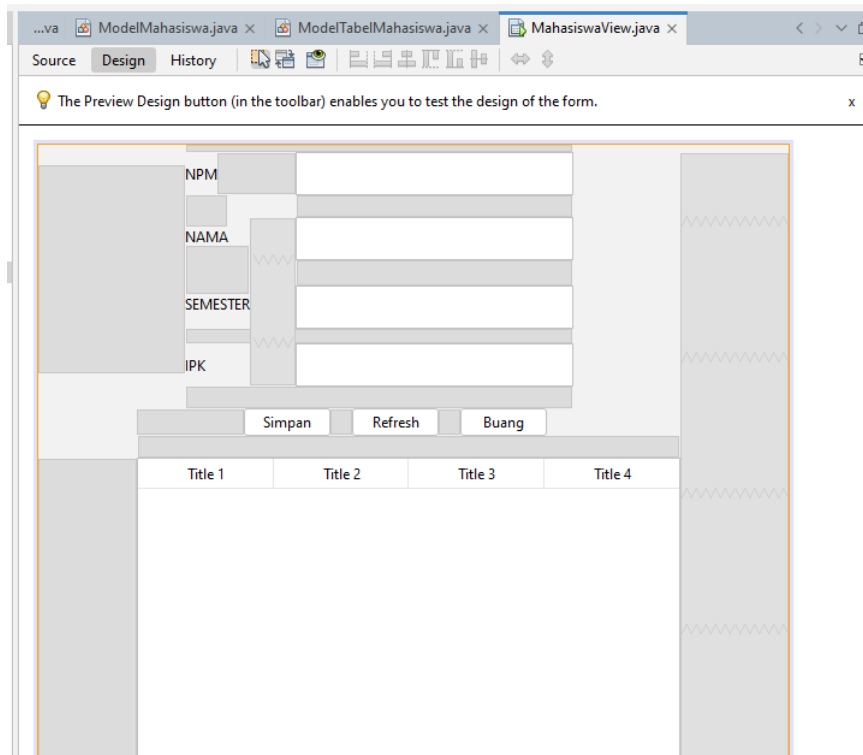 ...va ModelMahasiswa.java × ModelTabelMahasiswa.java × MahasiswaView.java ×
Source Design History
The Preview Design button (in the toolbar) enables you to test the design of the form. x
NPM
NAMA
SEMESTER
IPK
Simpan Refresh Buang
Title 1 Title 2 Title 3 Title 4